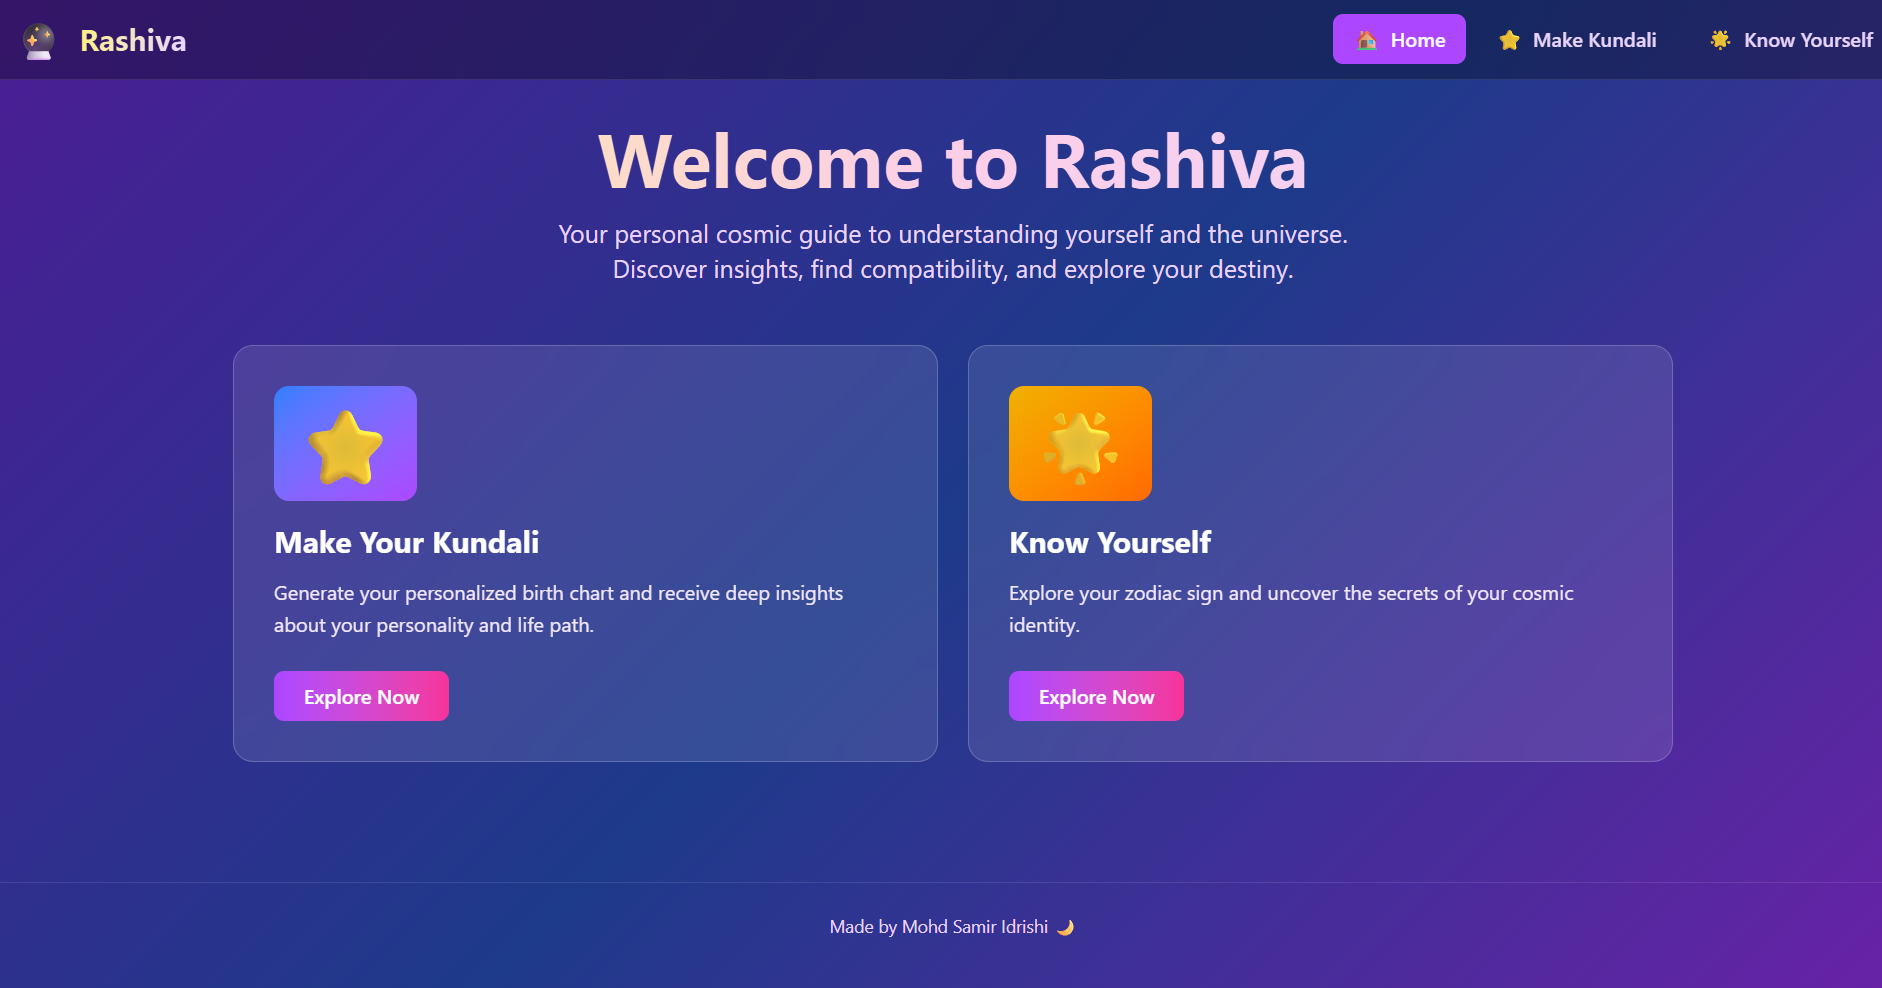 Rashiva
Home
Make Kundali
Know Yourself
Welcome to Rashiva
Your personal cosmic guide to understanding yourself and the universe.
Discover insights, find compatibility, and explore your destiny.
Make Your Kundali
Generate your personalized birth chart and receive deep insights
about your personality and life path.
Explore Now
Know Yourself
Explore your zodiac sign and uncover the secrets of your cosmic
identity.
Explore Now
Made by Mohd Samir Idrishi